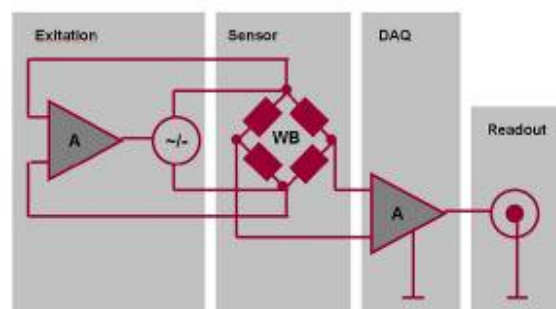 Exitation
Sensor
DAQ
Readout
A
~/-
WB
A